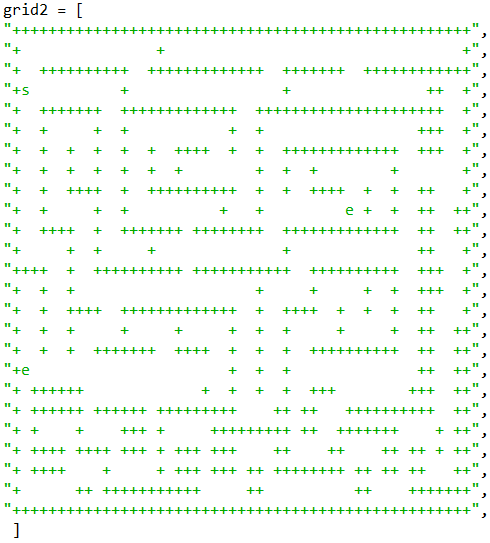 grid2 = [
"+++++++++++++++++++++++++++++++++++++++++++++++++++",
"+               +                                 +",
"+  ++++++++++  +++++++++++++  +++++++  ++++++++++++",
"+s          +                 +               ++  +",
"+  +++++++  +++++++++++++  +++++++++++++++++++++  +",
"+  +     +  +           +  +                 +++  +",
"+  +  +  +  +  +  ++++  +  +  +++++++++++++  +++  +",
"+  +  +  +  +  +  +        +  +  +        +       +",
"+  +  ++++  +  ++++++++++  +  +  ++++  +  +  ++   +",
"+  +     +  +          +   +         e +  +  ++  ++",
"+  ++++  +  +++++++ ++++++++  +++++++++++++  ++  ++",
"+     +  +     +              +              ++   +",
"++++  +  ++++++++++ +++++++++++  ++++++++++  +++  +",
"+  +  +                    +     +     +  +  +++  +",
"+  +  ++++  +++++++++++++  +  ++++  +  +  +  ++   +",
"+  +  +     +     +     +  +  +     +     +  ++  ++",
"+  +  +  +++++++  ++++  +  +  +  ++++++++++  ++  ++",
"+e                      +  +  +              ++  ++",
"+ ++++++             +  +  +  +  +++        +++  ++",
"+ ++++++ ++++++ +++++++++    ++ ++   ++++++++++  ++",
"+ +    +    +++ +     +++++++++ ++  +++++++    + ++",
"+ ++++ ++++ +++ + +++ +++    ++    ++    ++ ++ + ++",
"+ ++++    +     + +++ +++ ++ ++++++++ ++ ++ ++   ++",
"+      ++ +++++++++++     ++          ++    +++++++",
"+++++++++++++++++++++++++++++++++++++++++++++++++++",
 ]